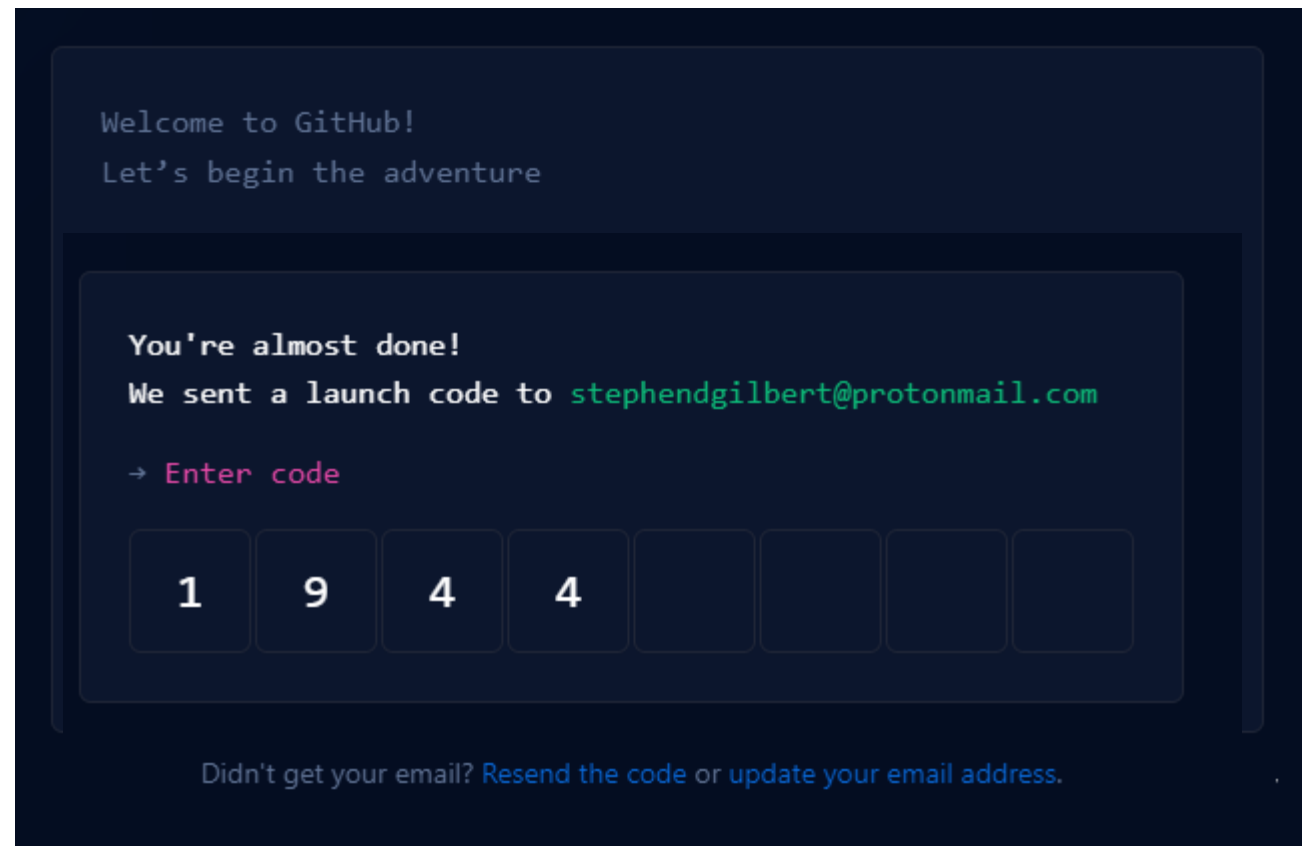 Welcome to GitHub!
Let’s begin the adventure
You're almost done!
We sent a launch code to stephendgilbert@protonmail.com
→ Enter code
1 9 4 4
Didn't get your email? Resend the code or update your email address.